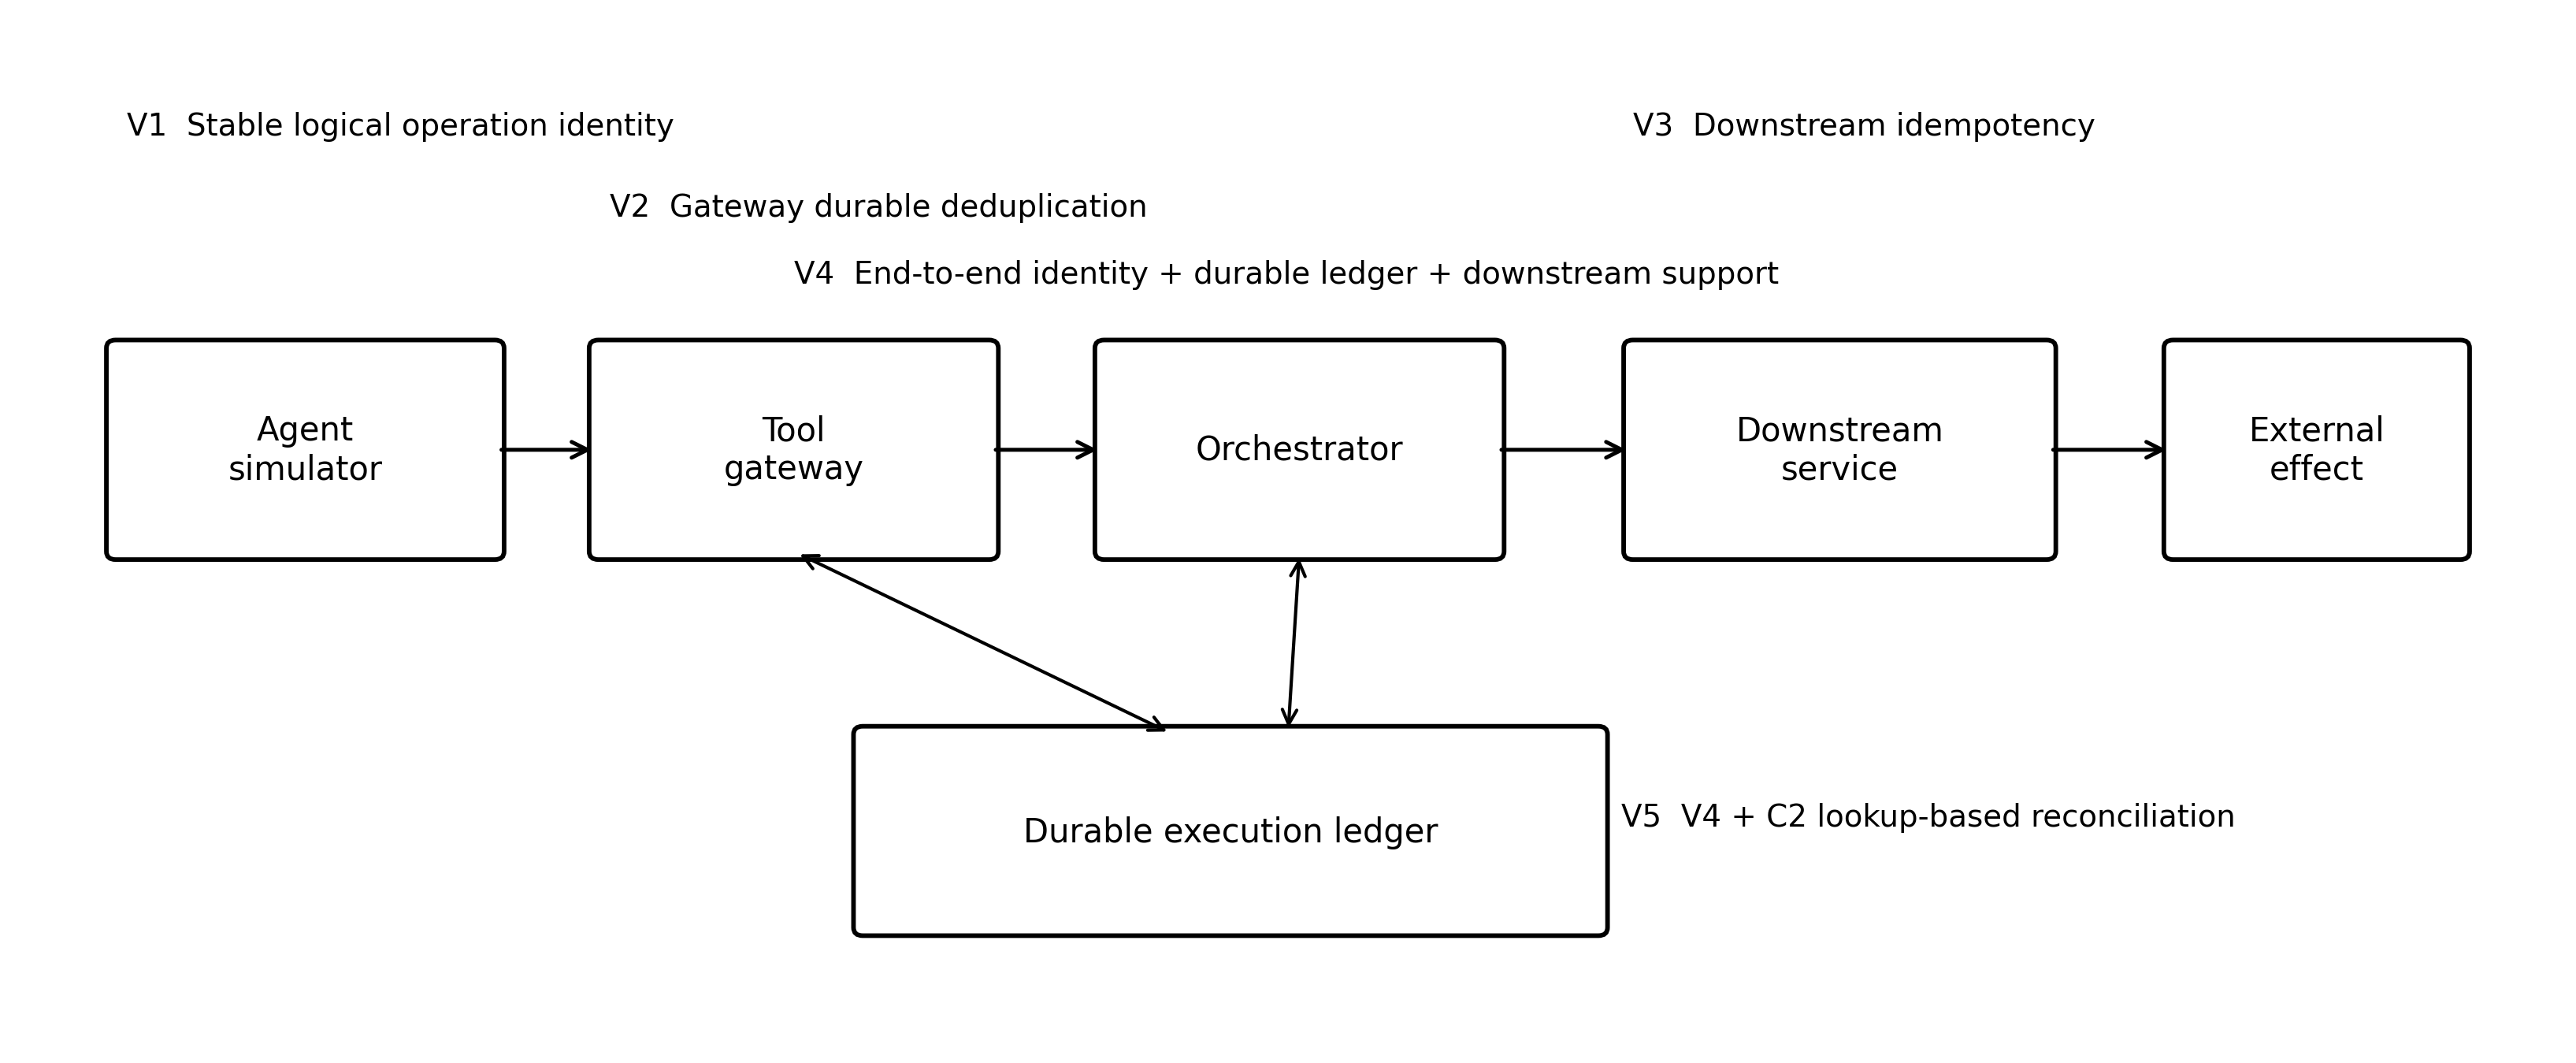 V1  Stable logical operation identity
V3  Downstream idempotency
V2  Gateway durable deduplication
V4  End-to-end identity + durable ledger + downstream support
Agent
simulator
Tool
gateway
Orchestrator
Downstream
service
External
effect
Durable execution ledger
V5  V4 + C2 lookup-based reconciliation